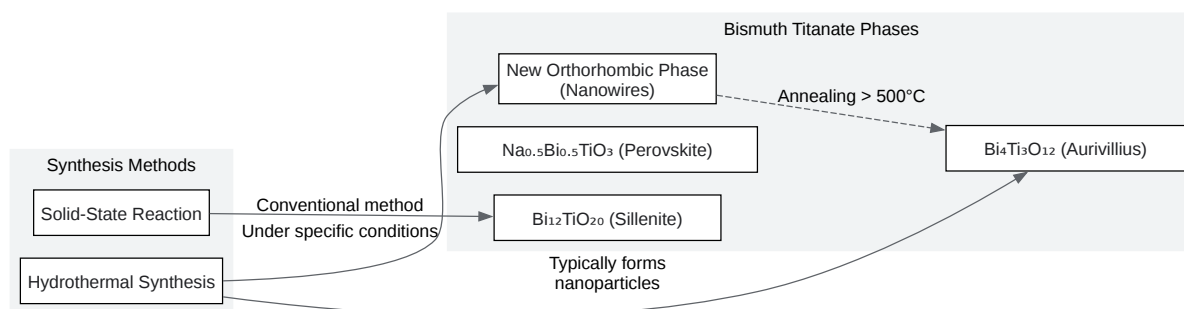 Bismuth Titanate Phases
New Orthorhombic Phase
(Nanowires)
Annealing > 500°C
Na₀.₅Bi₀.₅TiO₃ (Perovskite)
Bi₄Ti₃O₁₂ (Aurivillius)
Synthesis Methods
Solid-State Reaction
Conventional method
Under specific conditions
Bi₁₂TiO₂₀ (Sillenite)
Hydrothermal Synthesis
Typically forms
nanoparticles